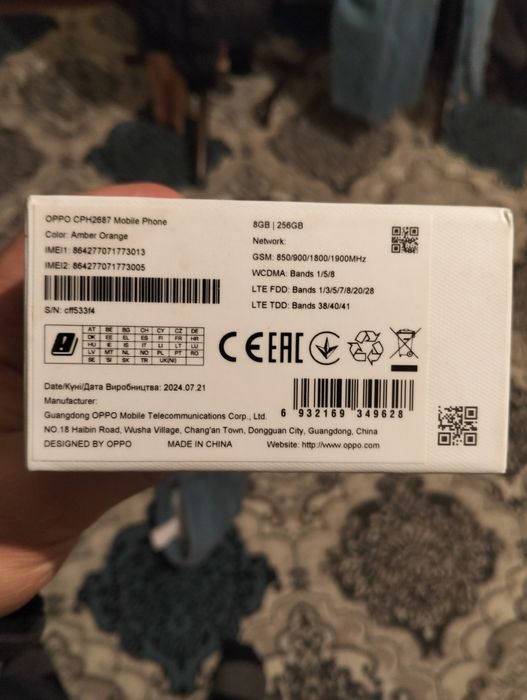 OPPO CPH2687 Mobile Phone
Color: Amber Orange
IMEI1: 864277071773013
IMEI2: 864277071773005
S/N: cff533f4
8GB | 256GB
Network:
GSM: 850/900/1800/1900MHz
WCDMA: Bands 1/5/8
LTE FDD: Bands 1/3/5/7/8/20/28
LTE TDD: Bands 38/40/41
AT BE BG CH CY CZ DE
DK EE EL ES FI FR HR
HU IE IS IT LI LT LU
LV MT NL NO PL PT RO
SE SI SK TR UK(NI)
CE EAC
Date/Күні/Дата Виробництва: 2024.07.21
Manufacturer:
Guangdong OPPO Mobile Telecommunications Corp., Ltd.
6 932169 349628
NO.18 Haibin Road, Wusha Village, Chang'an Town, Dongguan City, Guangdong, China
DESIGNED BY OPPO MADE IN CHINA Website: http://www.oppo.com